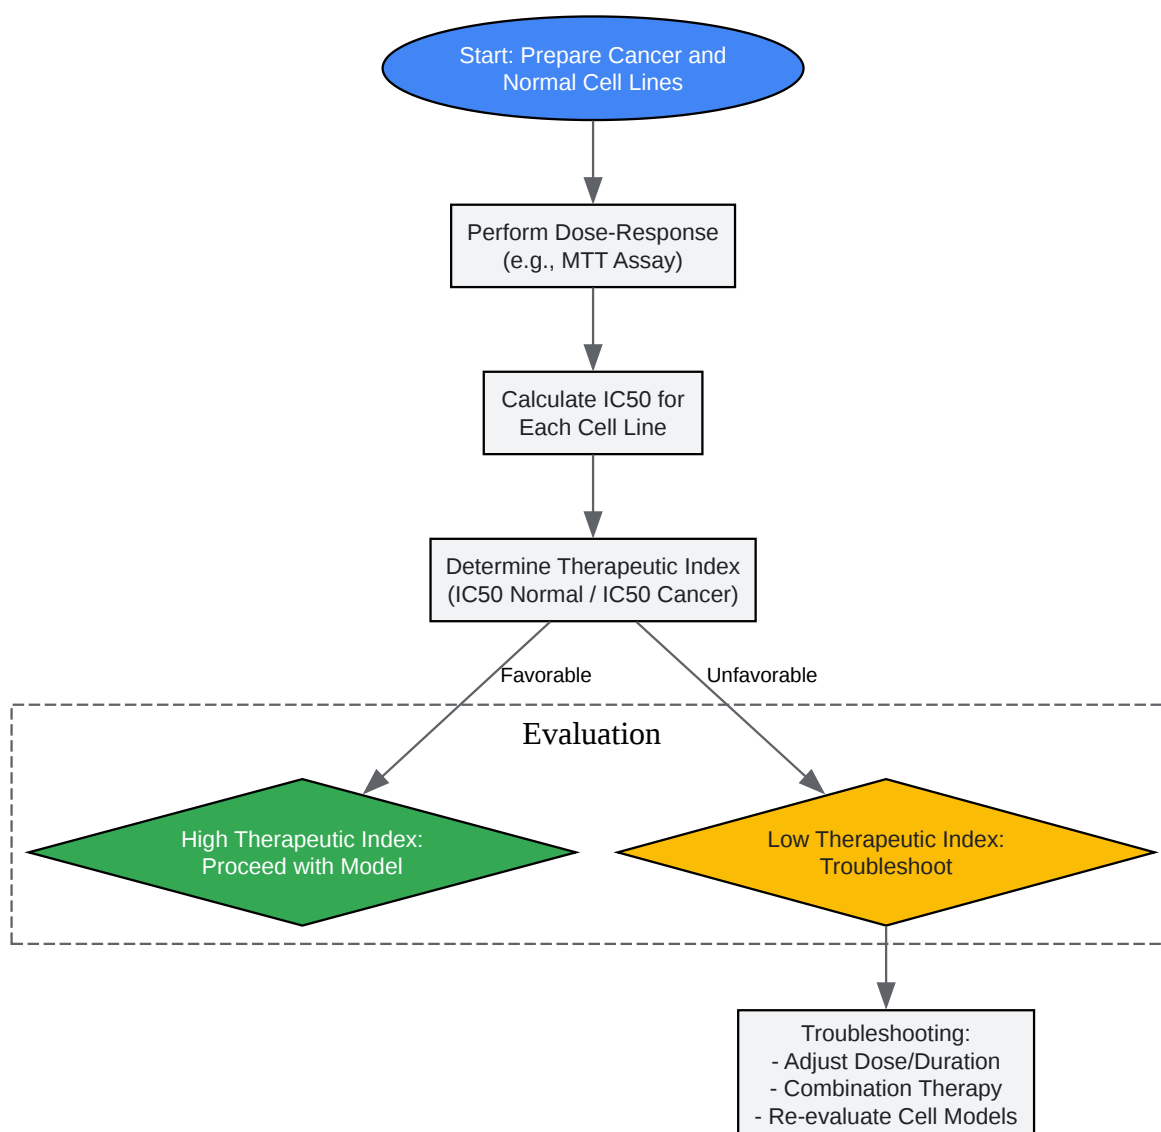 Start: Prepare Cancer and
Normal Cell Lines
Perform Dose-Response
(e.g., MTT Assay)
Calculate IC50 for
Each Cell Line
Determine Therapeutic Index
(IC50 Normal / IC50 Cancer)
Favorable
Unfavorable
Evaluation
High Therapeutic Index:
Proceed with Model
Low Therapeutic Index:
Troubleshoot
Troubleshooting:
- Adjust Dose/Duration
- Combination Therapy
- Re-evaluate Cell Models